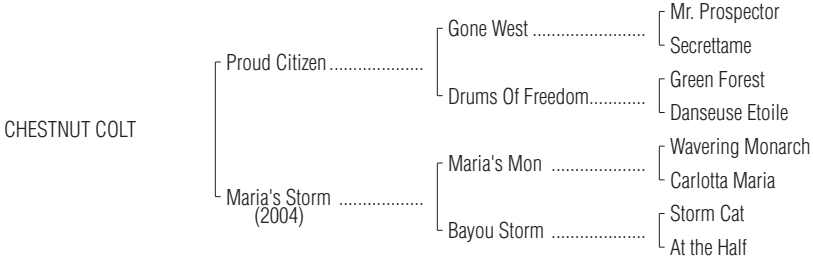 Mr. Prospector
Gone West ........................
Secrettame
Proud Citizen ....................
Green Forest
Drums Of Freedom............
Danseuse Etoile
CHESTNUT COLT
Wavering Monarch
Maria's Mon ....................
Carlotta Maria
Maria's Storm ..................
(2004)
Storm Cat
Bayou Storm ....................
At the Half